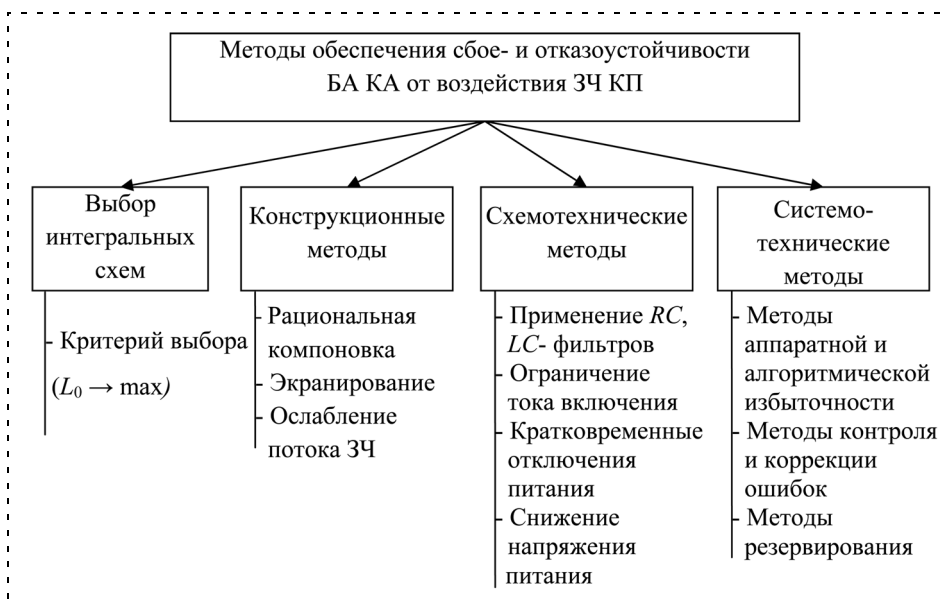 Методы обеспечения сбое- и отказоустойчивости
БА КА от воздействия ЗЧ КП
Выбор
интегральных
схем
- Критерий выбора
(L₀ → max)
Конструкционные
методы
- Рациональная
компоновка
- Экранирование
- Ослабление
потока ЗЧ
Схемотехнические
методы
- Применение RC,
LC- фильтров
- Ограничение
тока включения
- Кратковременные
отключения
питания
- Снижение
напряжения
питания
Системо-
технические
методы
- Методы
аппаратной и
алгоритмической
избыточности
- Методы контроля
и коррекции
ошибок
- Методы
резервирования